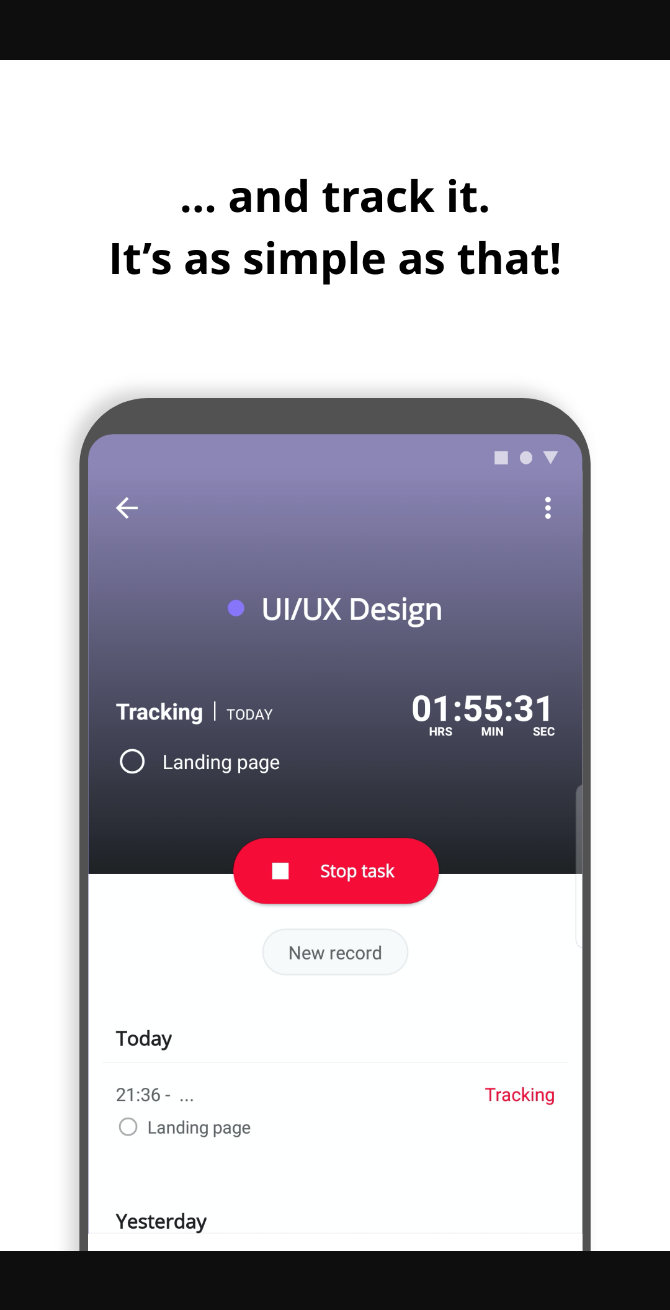 ... and track it.
It’s as simple as that!
UI/UX Design
Tracking | TODAY
01:55:31
HRS MIN SEC
Landing page
Stop task
New record
Today
21:36 - ... Tracking
Landing page
Yesterday